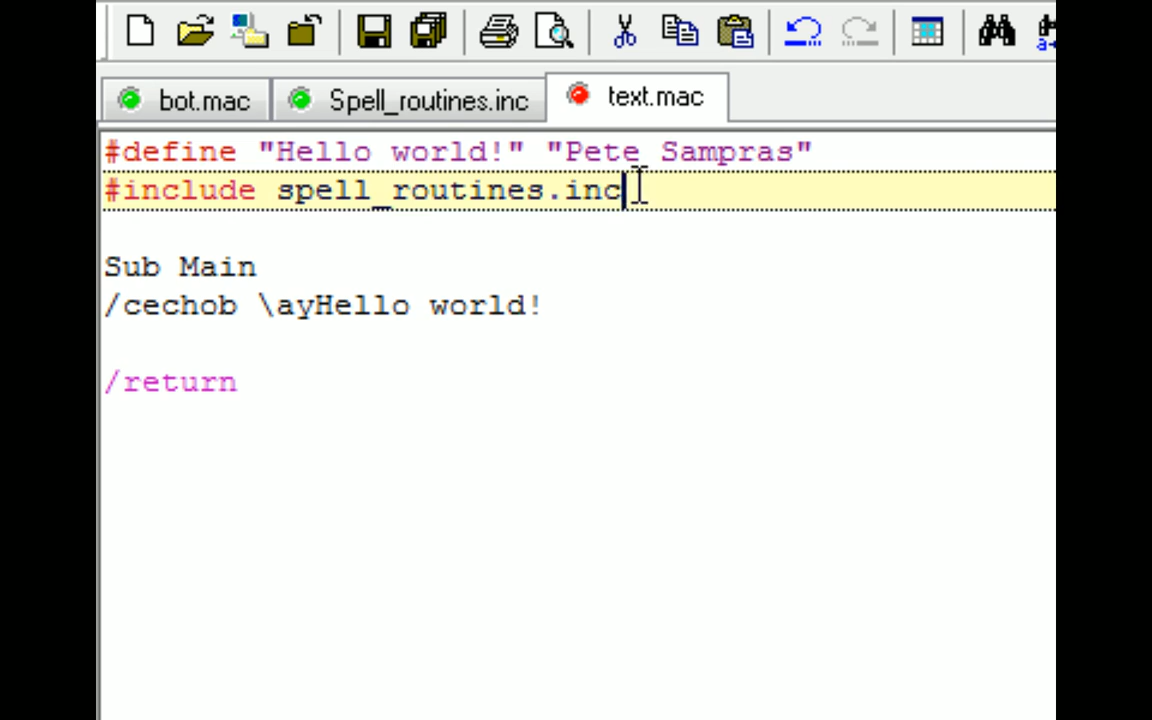 bot.mac Spell_routines.inc text.mac
#define "Hello world!" "Pete Sampras"
#include spell_routines.inc
Sub Main
/cechob \ayHello world!
/return